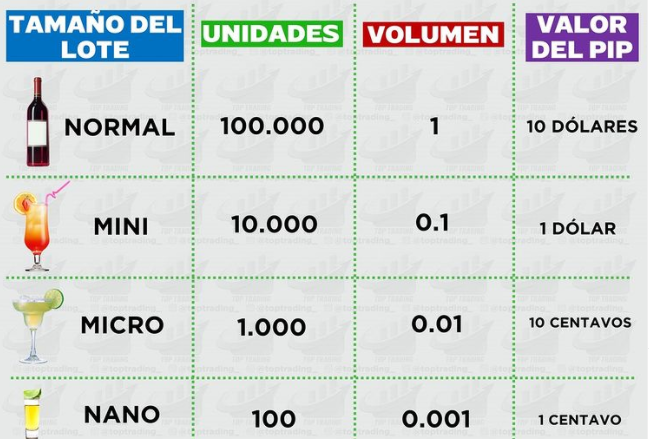 TAMAÑO DEL LOTE
UNIDADES
VOLUMEN
VALOR DEL PIP
NORMAL 100.000 1 10 DÓLARES
MINI 10.000 0.1 1 DÓLAR
MICRO 1.000 0.01 10 CENTAVOS
NANO 100 0.001 1 CENTAVO